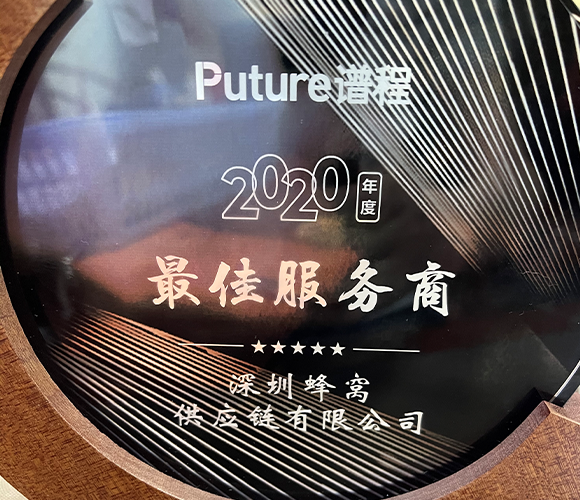 Puture谱程
2020年度
最佳服务商
深圳蜂窝
供应链有限公司